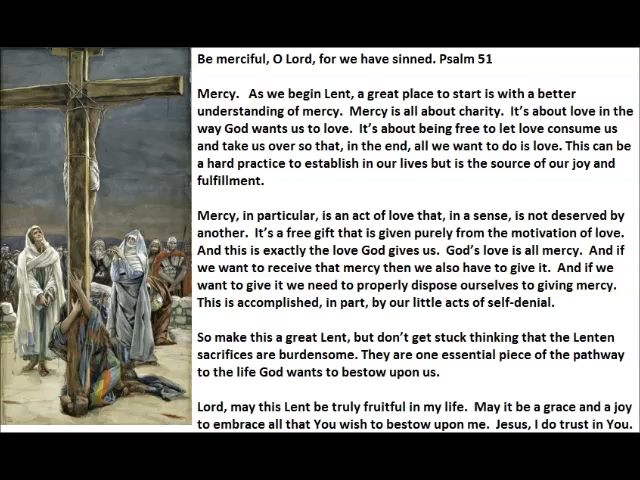 Be merciful, O Lord, for we have sinned. Psalm 51
Mercy.   As we begin Lent, a great place to start is with a better
understanding of mercy.  Mercy is all about charity.  It's about love in the
way God wants us to love.  It's about being free to let love consume us
and take us over so that, in the end, all we want to do is love. This can be
a hard practice to establish in our lives but is the source of our joy and
fulfillment.
Mercy, in particular, is an act of love that, in a sense, is not deserved by
another.  It's a free gift that is given purely from the motivation of love.
And this is exactly the love God gives us.  God's love is all mercy.  And if
we want to receive that mercy then we also have to give it.  And if we
want to give it we need to properly dispose ourselves to giving mercy.
This is accomplished, in part, by our little acts of self-denial.
So make this a great Lent, but don't get stuck thinking that the Lenten
sacrifices are burdensome. They are one essential piece of the pathway
to the life God wants to bestow upon us.
Lord, may this Lent be truly fruitful in my life.  May it be a grace and a joy
to embrace all that You wish to bestow upon me.  Jesus, I do trust in You.